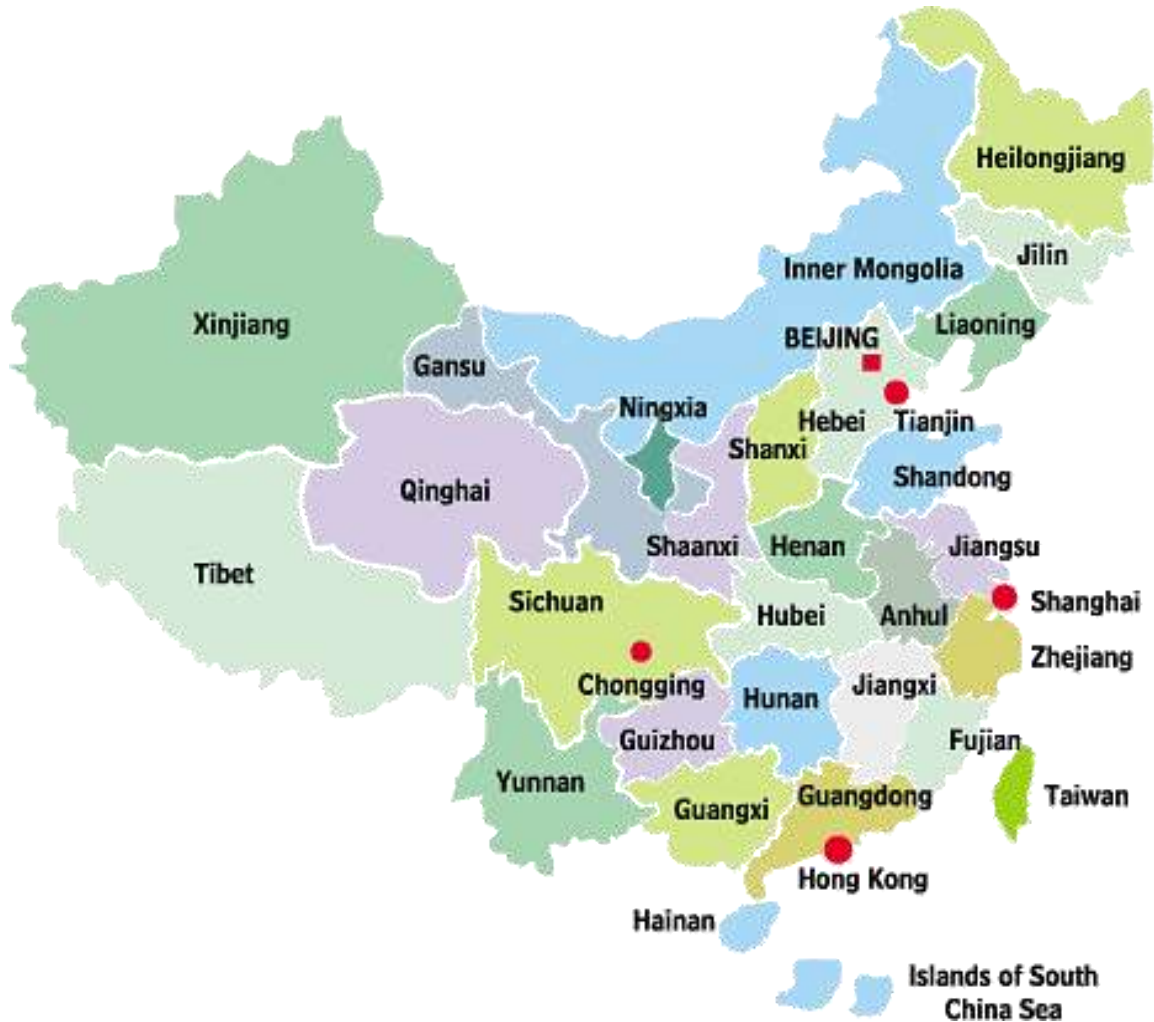 Heilongjiang
Jilin
Inner Mongolia
Xinjiang
Liaoning
BEIJING
Gansu
Ningxia
Hebei
Tianjin
Shanxi
Shandong
Qinghai
Shaanxi
Henan
Jiangsu
Tibet
Sichuan
Hubei
Anhul
Shanghai
Zhejiang
Chongging
Hunan
Jiangxi
Guizhou
Fujian
Yunnan
Guangxi
Guangdong
Taiwan
Hong Kong
Hainan
Islands of South
China Sea